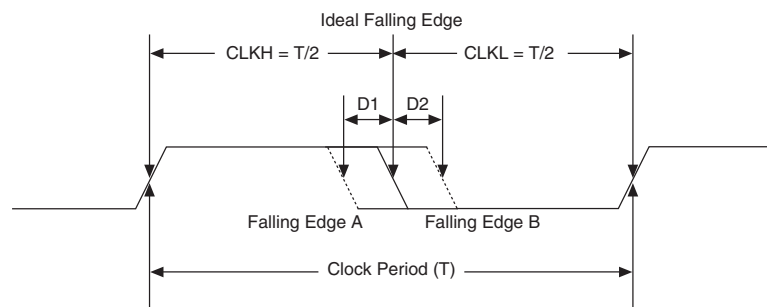 Ideal Falling Edge
CLKH = T/2
CLKL = T/2
D1
D2
Falling Edge A
Falling Edge B
Clock Period (T)